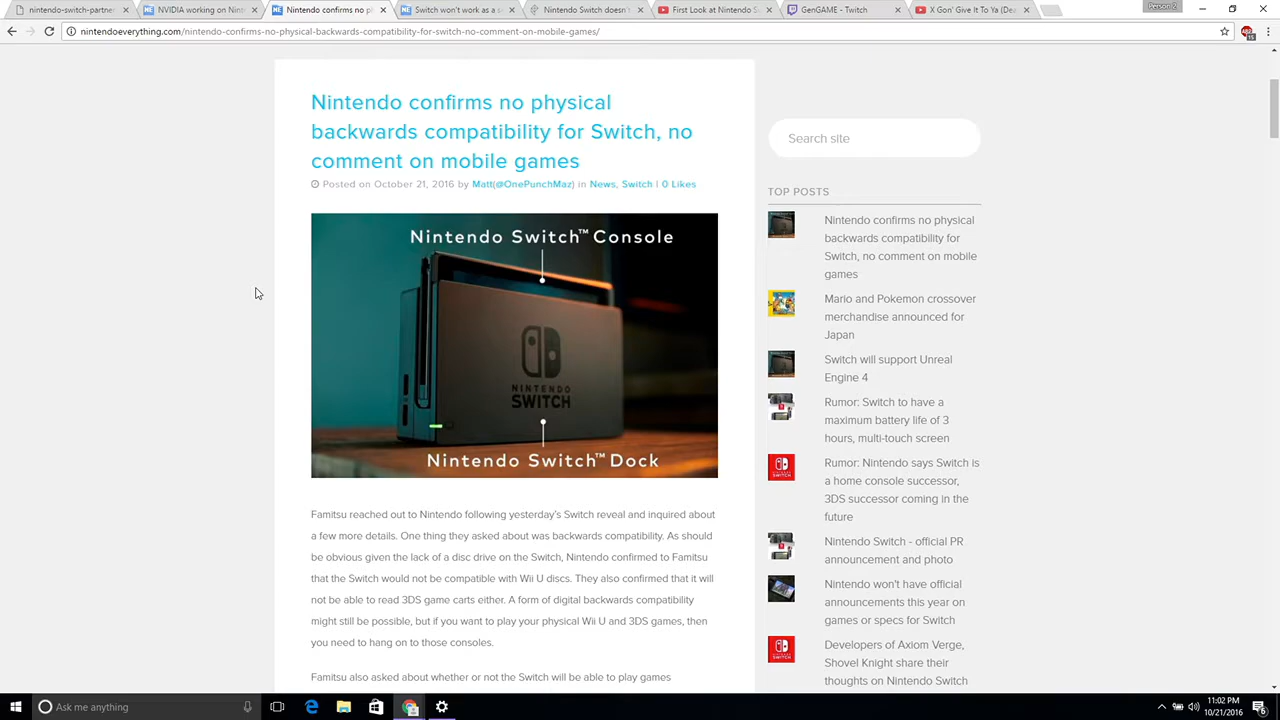 nintendo-switch-partner
NVIDIA working on Nint
Nintendo confirms no pl
Switch won't work as a s
Nintendo Switch doesn'
First Look at Nintendo S
GenGAME - Twitch
X Gon' Give It To Ya (Dea
Person 2
nintendoeverything.com/nintendo-confirms-no-physical-backwards-compatibility-for-switch-no-comment-on-mobile-games/
ABP
15
Nintendo confirms no physical
backwards compatibility for Switch, no
comment on mobile games
Posted on October 21, 2016 by Matt(@OnePunchMaz) in News, Switch | 0 Likes
Nintendo Switch™ Console
NINTENDO
SWITCH
Nintendo Switch™ Dock
Famitsu reached out to Nintendo following yesterday's Switch reveal and inquired about
a few more details. One thing they asked about was backwards compatibility. As should
be obvious given the lack of a disc drive on the Switch, Nintendo confirmed to Famitsu
that the Switch would not be compatible with Wii U discs. They also confirmed that it will
not be able to read 3DS game carts either. A form of digital backwards compatibility
might still be possible, but if you want to play your physical Wii U and 3DS games, then
you need to hang on to those consoles.
Famitsu also asked about whether or not the Switch will be able to play games
Search site
TOP POSTS
Nintendo confirms no physical
backwards compatibility for
Switch, no comment on mobile
games
Mario and Pokemon crossover
merchandise announced for
Japan
Switch will support Unreal
Engine 4
Rumor: Switch to have a
maximum battery life of 3
hours, multi-touch screen
Rumor: Nintendo says Switch is
a home console successor,
3DS successor coming in the
future
Nintendo Switch - official PR
announcement and photo
Nintendo won't have official
announcements this year on
games or specs for Switch
Developers of Axiom Verge,
Shovel Knight share their
thoughts on Nintendo Switch
Ask me anything
11:02 PM
10/21/2016
6